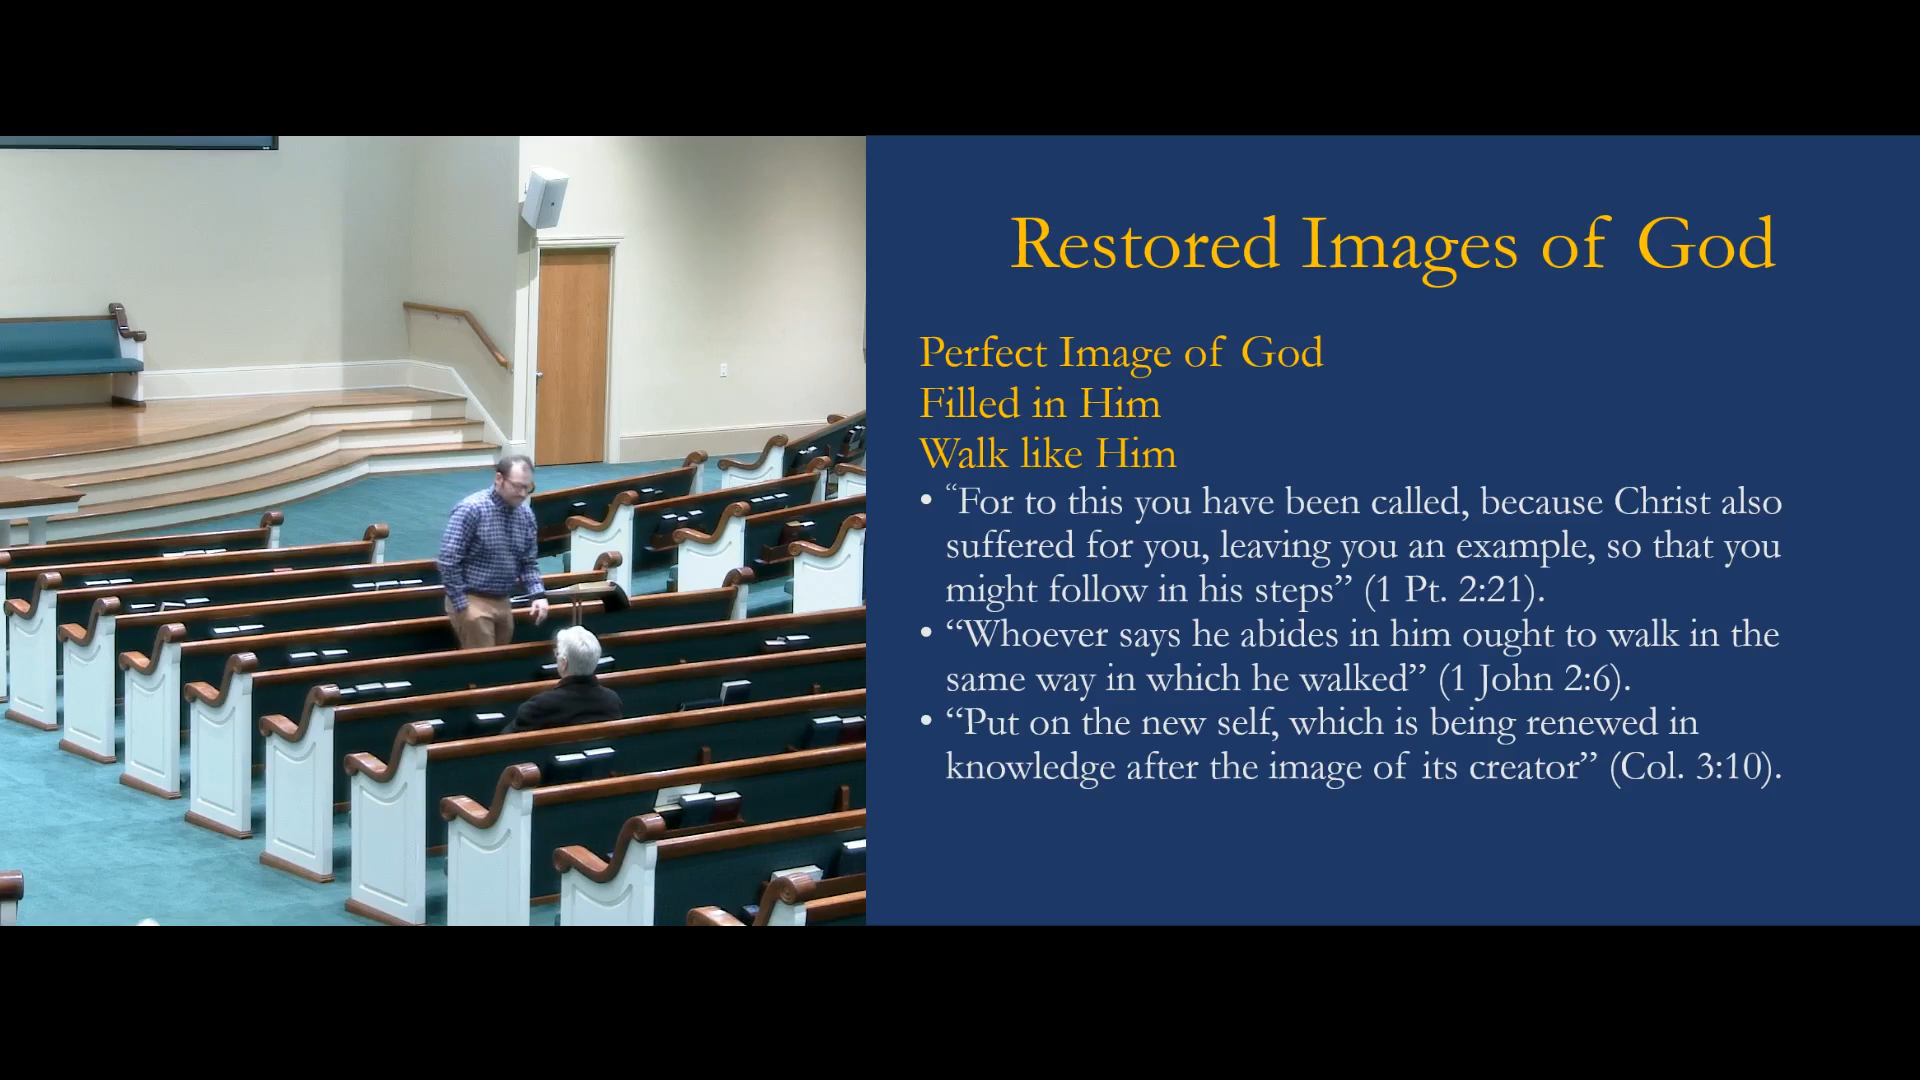 Restored Images of God
Perfect Image of God
Filled in Him
Walk like Him
• “For to this you have been called, because Christ also
suffered for you, leaving you an example, so that you
might follow in his steps” (1 Pt. 2:21).
• “Whoever says he abides in him ought to walk in the
same way in which he walked” (1 John 2:6).
• “Put on the new self, which is being renewed in
knowledge after the image of its creator” (Col. 3:10).